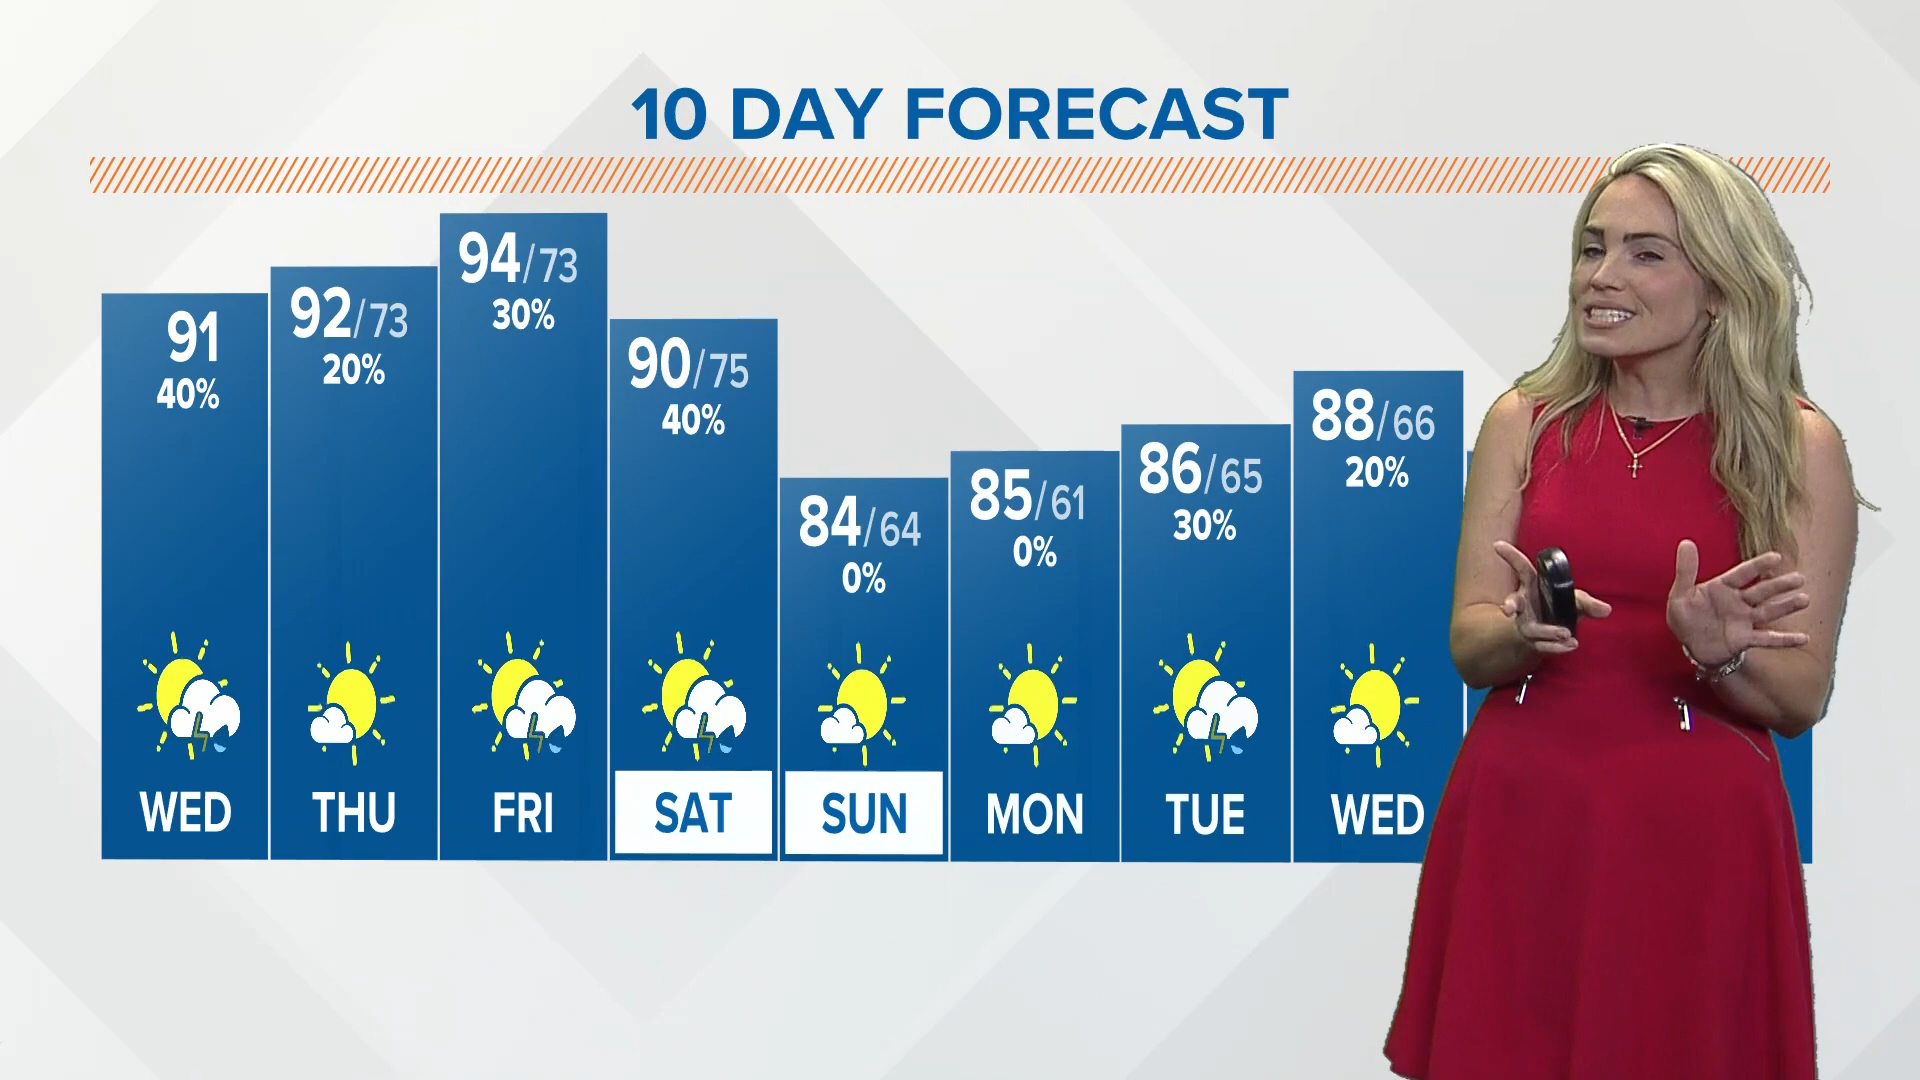 10 DAY FORECAST
91
40%
WED
92/73
20%
THU
94/73
30%
FRI
90/75
40%
SAT
84/64
0%
SUN
85/61
0%
MON
86/65
30%
TUE
88/66
20%
WED